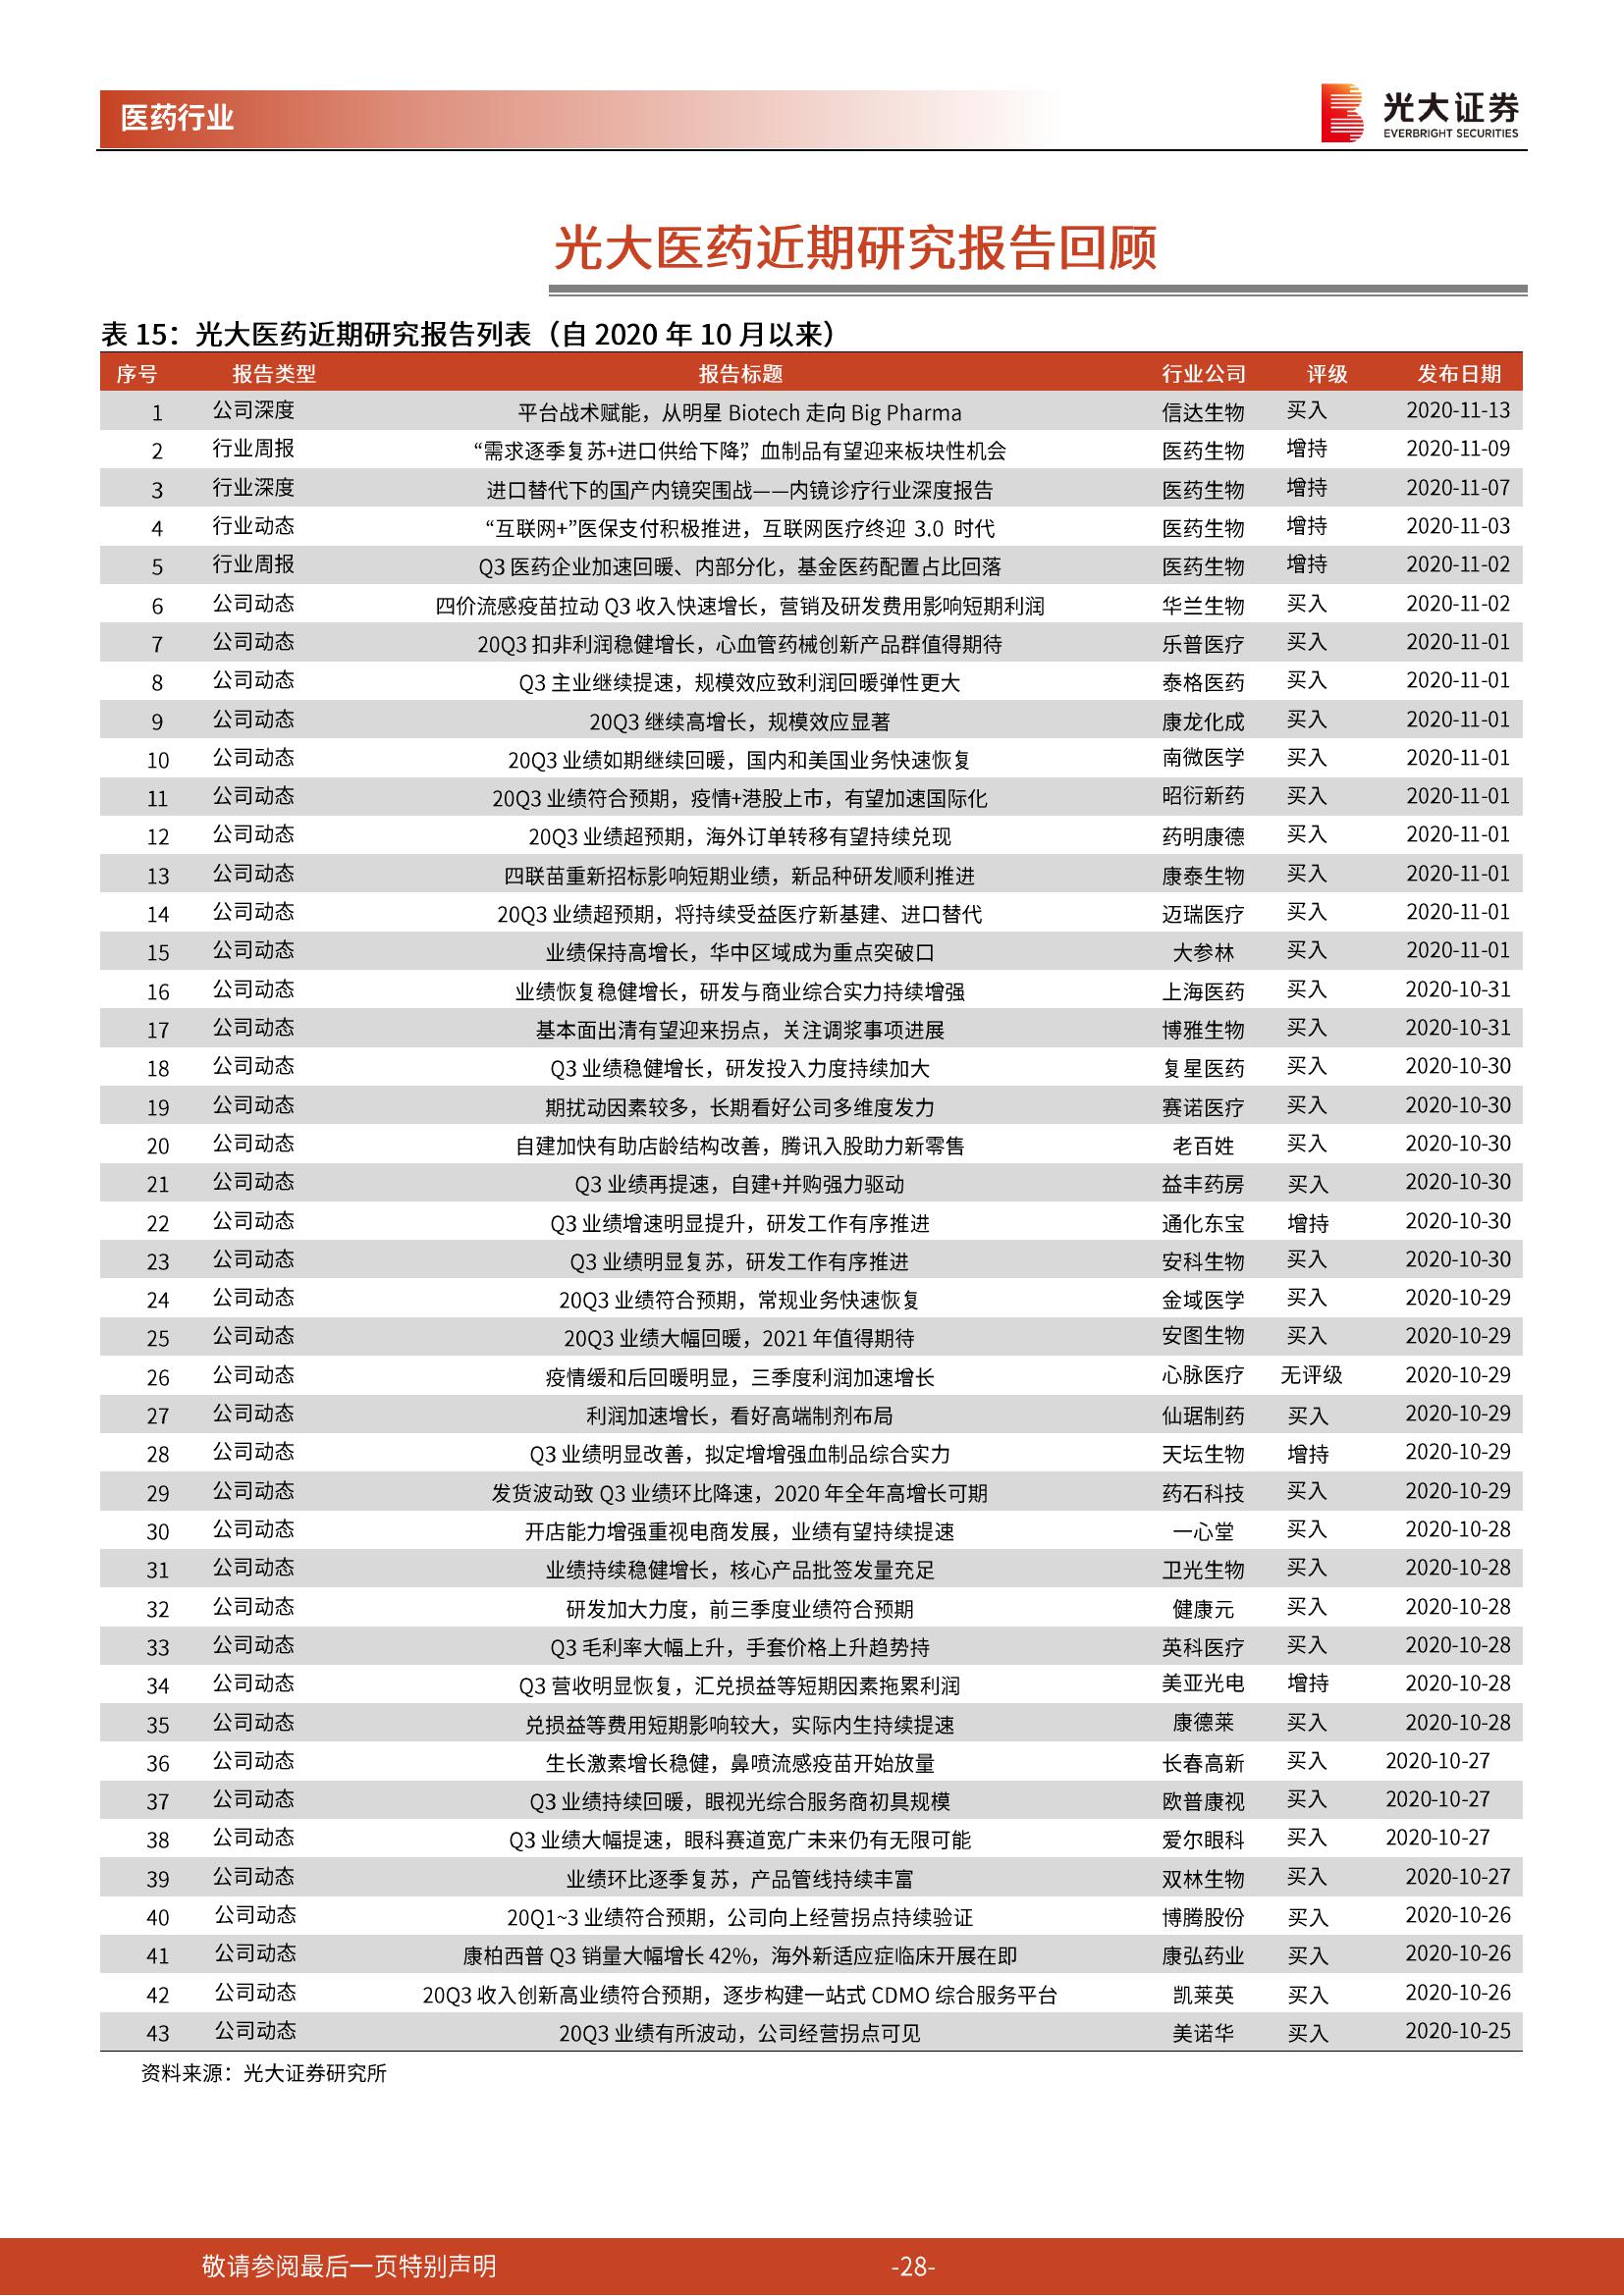 医药行业
光大证券
EVERBRIGHT SECURITIES
光大医药近期研究报告回顾
表 15：光大医药近期研究报告列表（自 2020 年 10 月以来）
序号 报告类型 报告标题 行业公司 评级 发布日期
1 公司深度 平台战术赋能，从明星 Biotech 走向 Big Pharma 信达生物 买入 2020-11-13
2 行业周报 “需求逐季复苏+进口供给下降”，血制品有望迎来板块性机会 医药生物 增持 2020-11-09
3 行业深度 进口替代下的国产内镜突围战——内镜诊疗行业深度报告 医药生物 增持 2020-11-07
4 行业动态 “互联网+”医保支付积极推进，互联网医疗终迎 3.0 时代 医药生物 增持 2020-11-03
5 行业周报 Q3 医药企业加速回暖、内部分化，基金医药配置占比回落 医药生物 增持 2020-11-02
6 公司动态 四价流感疫苗拉动 Q3 收入快速增长，营销及研发费用影响短期利润 华兰生物 买入 2020-11-02
7 公司动态 20Q3 扣非利润稳健增长，心血管药械创新产品群值得期待 乐普医疗 买入 2020-11-01
8 公司动态 Q3 主业继续提速，规模效应致利润回暖弹性更大 泰格医药 买入 2020-11-01
9 公司动态 20Q3 继续高增长，规模效应显著 康龙化成 买入 2020-11-01
10 公司动态 20Q3 业绩如期继续回暖，国内和美国业务快速恢复 南微医学 买入 2020-11-01
11 公司动态 20Q3 业绩符合预期，疫情+港股上市，有望加速国际化 昭衍新药 买入 2020-11-01
12 公司动态 20Q3 业绩超预期，海外订单转移有望持续兑现 药明康德 买入 2020-11-01
13 公司动态 四联苗重新招标影响短期业绩，新品种研发顺利推进 康泰生物 买入 2020-11-01
14 公司动态 20Q3 业绩超预期，将持续受益医疗新基建、进口替代 迈瑞医疗 买入 2020-11-01
15 公司动态 业绩保持高增长，华中区域成为重点突破口 大参林 买入 2020-11-01
16 公司动态 业绩恢复稳健增长，研发与商业综合实力持续增强 上海医药 买入 2020-10-31
17 公司动态 基本面出清有望迎来拐点，关注调浆事项进展 博雅生物 买入 2020-10-31
18 公司动态 Q3 业绩稳健增长，研发投入力度持续加大 复星医药 买入 2020-10-30
19 公司动态 期扰动因素较多，长期看好公司多维度发力 赛诺医疗 买入 2020-10-30
20 公司动态 自建加快有助店龄结构改善，腾讯入股助力新零售 老百姓 买入 2020-10-30
21 公司动态 Q3 业绩再提速，自建+并购强力驱动 益丰药房 买入 2020-10-30
22 公司动态 Q3 业绩增速明显提升，研发工作有序推进 通化东宝 增持 2020-10-30
23 公司动态 Q3 业绩明显复苏，研发工作有序推进 安科生物 买入 2020-10-30
24 公司动态 20Q3 业绩符合预期，常规业务快速恢复 金域医学 买入 2020-10-29
25 公司动态 20Q3 业绩大幅回暖，2021 年值得期待 安图生物 买入 2020-10-29
26 公司动态 疫情缓和后回暖明显，三季度利润加速增长 心脉医疗 无评级 2020-10-29
27 公司动态 利润加速增长，看好高端制剂布局 仙琚制药 买入 2020-10-29
28 公司动态 Q3 业绩明显改善，拟定增增强血制品综合实力 天坛生物 增持 2020-10-29
29 公司动态 发货波动致 Q3 业绩环比降速，2020 年全年高增长可期 药石科技 买入 2020-10-29
30 公司动态 开店能力增强重视电商发展，业绩有望持续提速 一心堂 买入 2020-10-28
31 公司动态 业绩持续稳健增长，核心产品批签发量充足 卫光生物 买入 2020-10-28
32 公司动态 研发加大力度，前三季度业绩符合预期 健康元 买入 2020-10-28
33 公司动态 Q3 毛利率大幅上升，手套价格上升趋势持 英科医疗 买入 2020-10-28
34 公司动态 Q3 营收明显恢复，汇兑损益等短期因素拖累利润 美亚光电 增持 2020-10-28
35 公司动态 兑损益等费用短期影响较大，实际内生持续提速 康德莱 买入 2020-10-28
36 公司动态 生长激素增长稳健，鼻喷流感疫苗开始放量 长春高新 买入 2020-10-27
37 公司动态 Q3 业绩持续回暖，眼视光综合服务商初具规模 欧普康视 买入 2020-10-27
38 公司动态 Q3 业绩大幅提速，眼科赛道宽广未来仍有无限可能 爱尔眼科 买入 2020-10-27
39 公司动态 业绩环比逐季复苏，产品管线持续丰富 双林生物 买入 2020-10-27
40 公司动态 20Q1~3 业绩符合预期，公司向上经营拐点持续验证 博腾股份 买入 2020-10-26
41 公司动态 康柏西普 Q3 销量大幅增长 42%，海外新适应症临床开展在即 康弘药业 买入 2020-10-26
42 公司动态 20Q3 收入创新高业绩符合预期，逐步构建一站式 CDMO 综合服务平台 凯莱英 买入 2020-10-26
43 公司动态 20Q3 业绩有所波动，公司经营拐点可见 美诺华 买入 2020-10-25
资料来源：光大证券研究所
敬请参阅最后一页特别声明 -28-